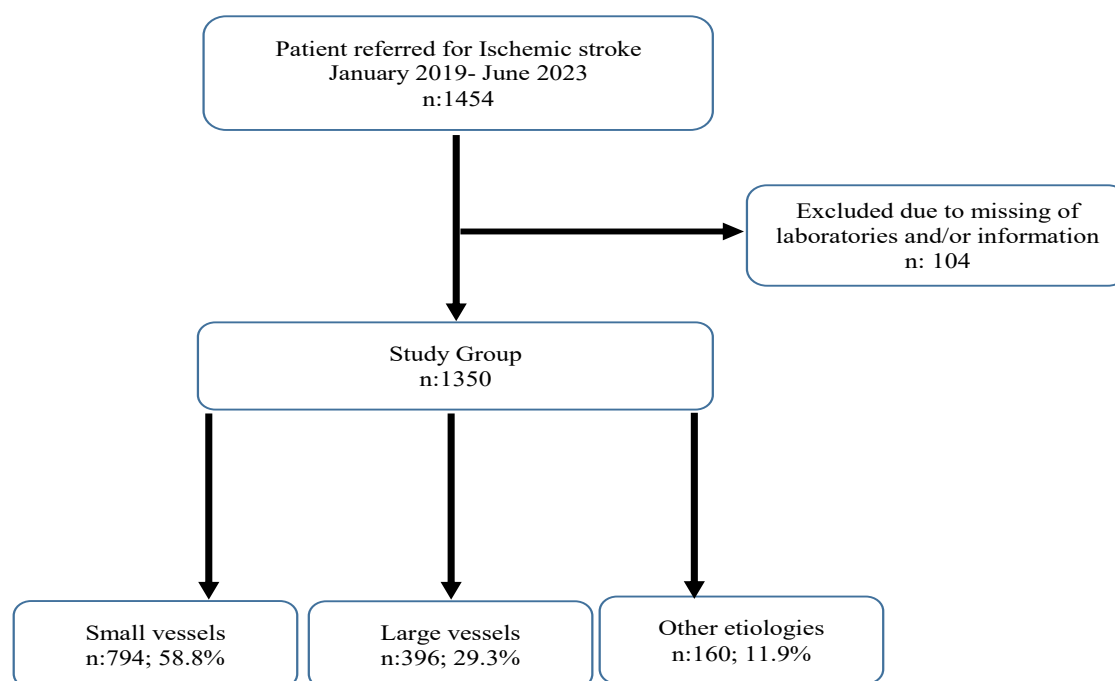 Patient referred for Ischemic stroke
January 2019- June 2023
n:1454
Excluded due to missing of
laboratories and/or information
n: 104
Study Group
n:1350
Small vessels
n:794; 58.8%
Large vessels
n:396; 29.3%
Other etiologies
n:160; 11.9%